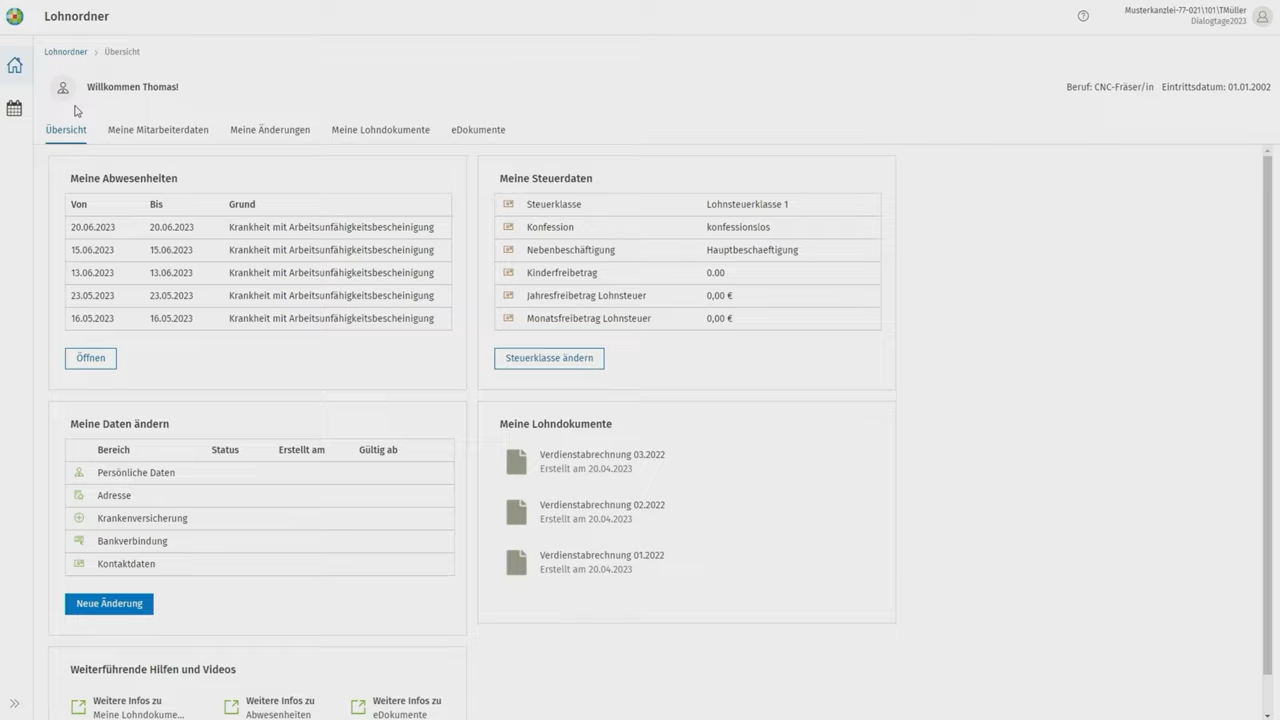 Lohnordner
Musterkanzlei-77-021\101\TMüller
Dialogtage2023
Lohnordner > Übersicht
Willkommen Thomas!
Beruf: CNC-Fräser/in Eintrittsdatum: 01.01.2002
Übersicht Meine Mitarbeiterdaten Meine Änderungen Meine Lohndokumente eDokumente
Meine Abwesenheiten
Von Bis Grund
20.06.2023 20.06.2023 Krankheit mit Arbeitsunfähigkeitsbescheinigung
15.06.2023 15.06.2023 Krankheit mit Arbeitsunfähigkeitsbescheinigung
13.06.2023 13.06.2023 Krankheit mit Arbeitsunfähigkeitsbescheinigung
23.05.2023 23.05.2023 Krankheit mit Arbeitsunfähigkeitsbescheinigung
16.05.2023 16.05.2023 Krankheit mit Arbeitsunfähigkeitsbescheinigung
Öffnen
Meine Steuerdaten
Steuerklasse Lohnsteuerklasse 1
Konfession konfessionslos
Nebenbeschäftigung Hauptbeschaeftigung
Kinderfreibetrag 0.00
Jahresfreibetrag Lohnsteuer 0,00 €
Monatsfreibetrag Lohnsteuer 0,00 €
Steuerklasse ändern
Meine Daten ändern
Bereich Status Erstellt am Gültig ab
Persönliche Daten
Adresse
Krankenversicherung
Bankverbindung
Kontaktdaten
Neue Änderung
Meine Lohndokumente
Verdienstabrechnung 03.2022
Erstellt am 20.04.2023
Verdienstabrechnung 02.2022
Erstellt am 20.04.2023
Verdienstabrechnung 01.2022
Erstellt am 20.04.2023
Weiterführende Hilfen und Videos
Weitere Infos zu
Meine Lohndokume...
Weitere Infos zu
Abwesenheiten
Weitere Infos zu
eDokumente